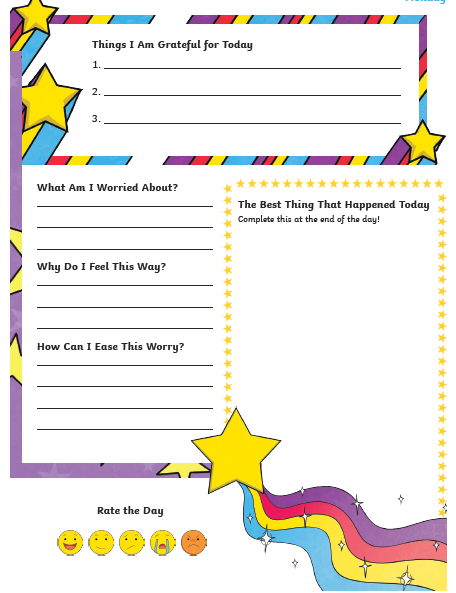 Things I Am Grateful for Today
1.
2.
3.
What Am I Worried About?
Why Do I Feel This Way?
How Can I Ease This Worry?
The Best Thing That Happened Today
Complete this at the end of the day!
Rate the Day